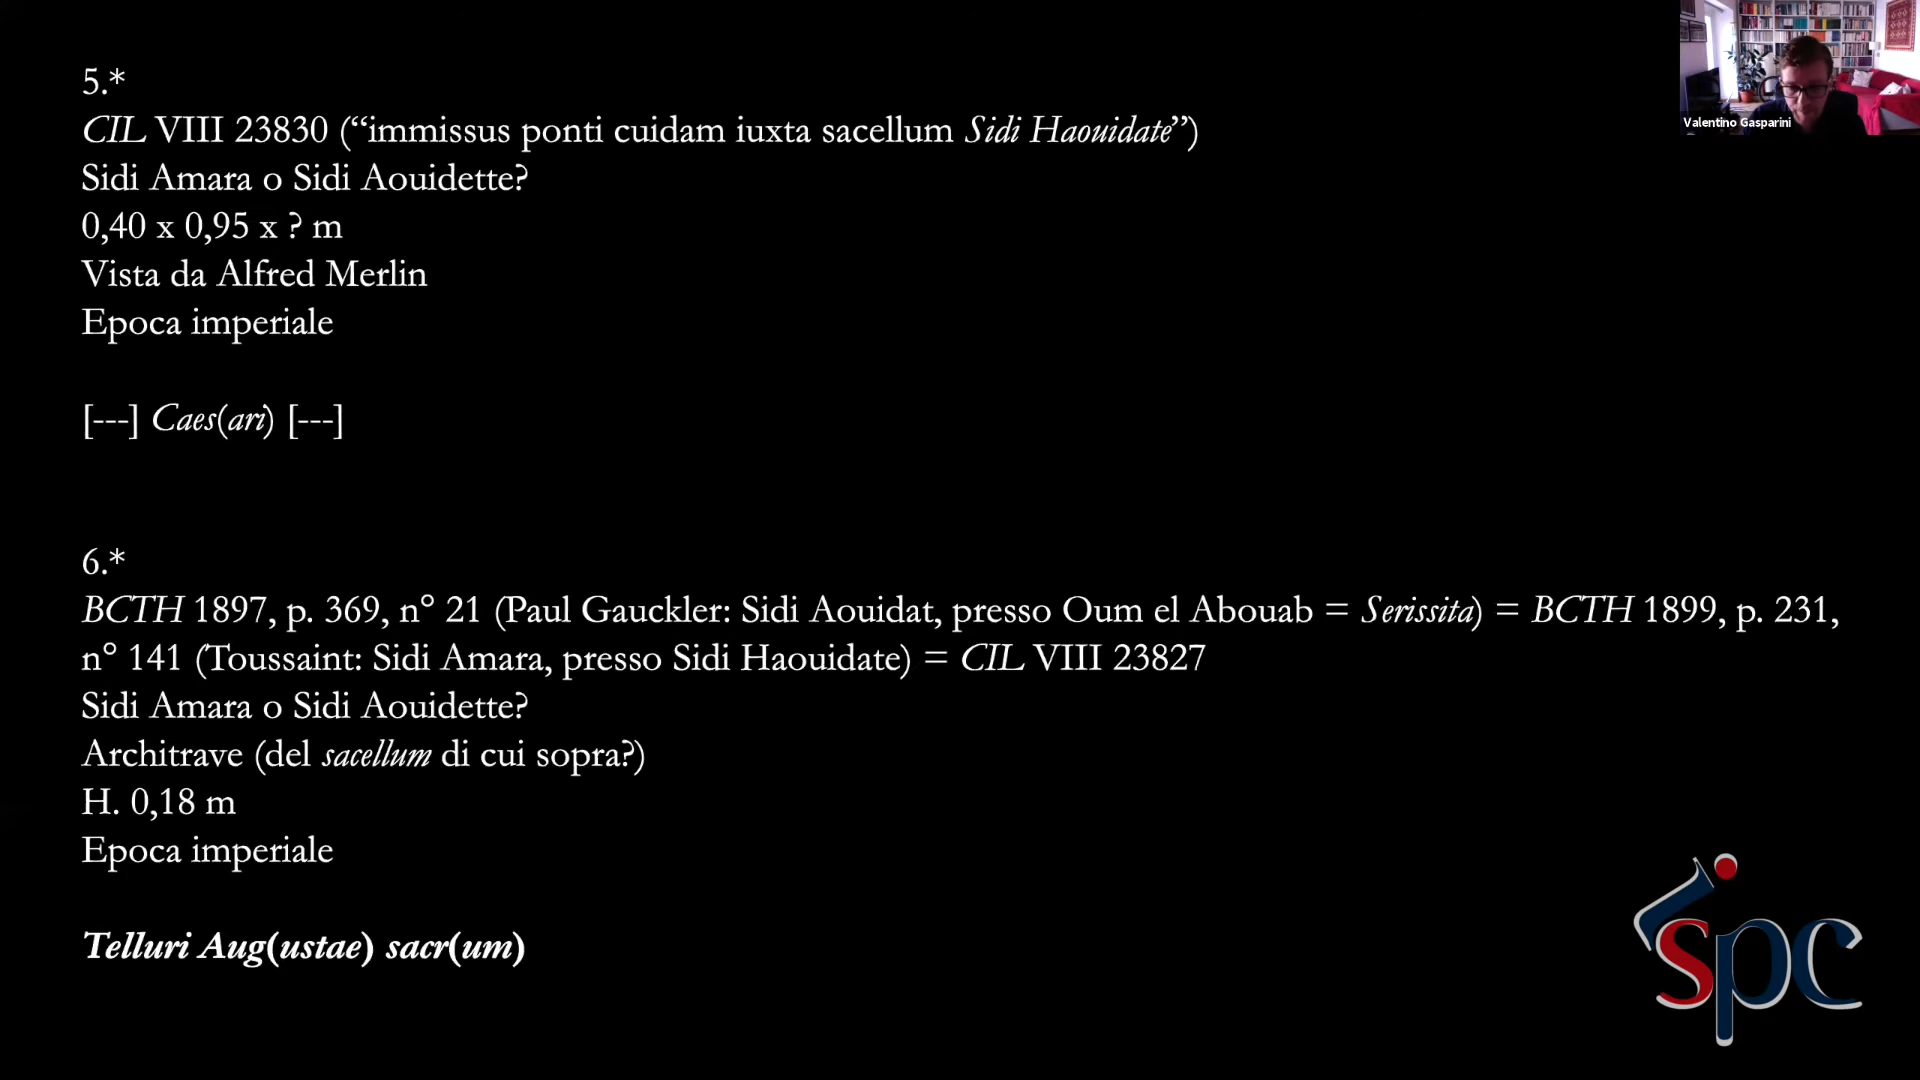 5.*
CIL VIII 23830 (“immissus ponti cuidam iuxta sacellum Sidi Haouidate”)
Sidi Amara o Sidi Aouidette?
0,40 x 0,95 x ? m
Vista da Alfred Merlin
Epoca imperiale
[---] Caes(ari) [---]
6.*
BCTH 1897, p. 369, n° 21 (Paul Gauckler: Sidi Aouidat, presso Oum el Abouab = Serissita) = BCTH 1899, p. 231,
n° 141 (Toussaint: Sidi Amara, presso Sidi Haouidate) = CIL VIII 23827
Sidi Amara o Sidi Aouidette?
Architrave (del sacellum di cui sopra?)
H. 0,18 m
Epoca imperiale
Telluri Aug(ustae) sacr(um)
Valentino Gasparini
spc